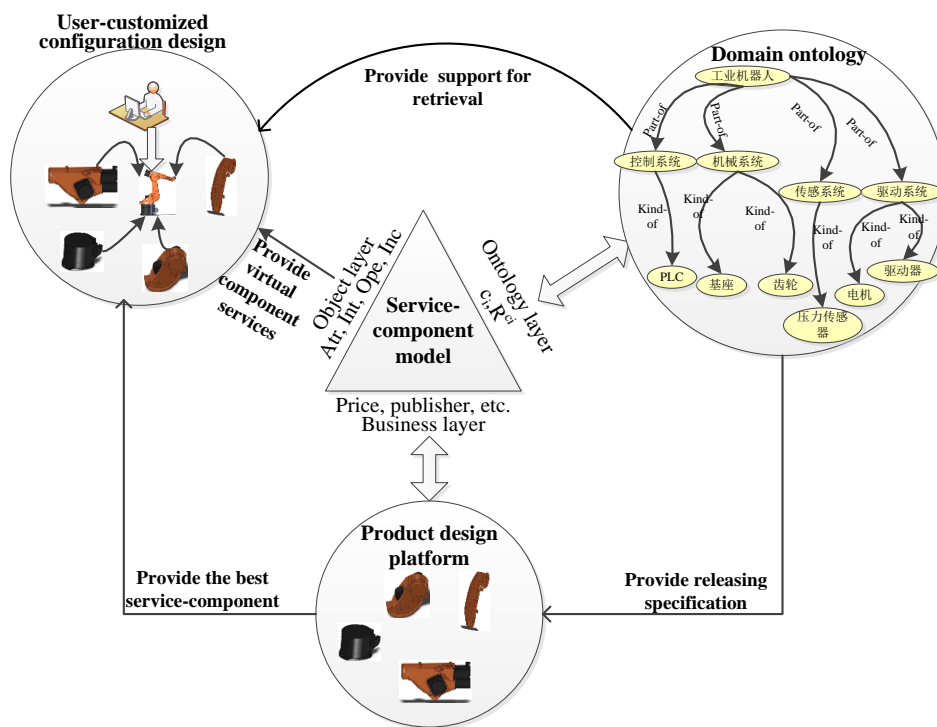 User-customized
configuration design
Provide  support for
retrieval
Domain ontology
工业机器人
Part-of
Part-of
Part-of
Part-of
控制系统
机械系统
传感系统
驱动系统
Kind-
of
Kind-
of
Kind-
of
Kind-
of
Kind-
of
Kind-
of
PLC
基座
齿轮
电机
驱动器
压力传感
器
Provide
virtual
component
services
Object layer
Atr, Int, Ope, Inc
Service-
component
model
Ontology layer
ci,Rci
Price, publisher, etc.
Business layer
Product design
platform
Provide the best
service-component
Provide releasing
specification